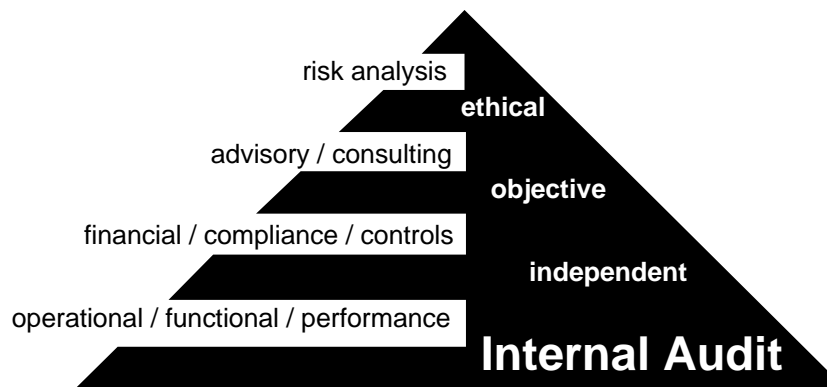 risk analysis
ethical
advisory / consulting
objective
financial / compliance / controls
independent
operational / functional / performance
Internal Audit